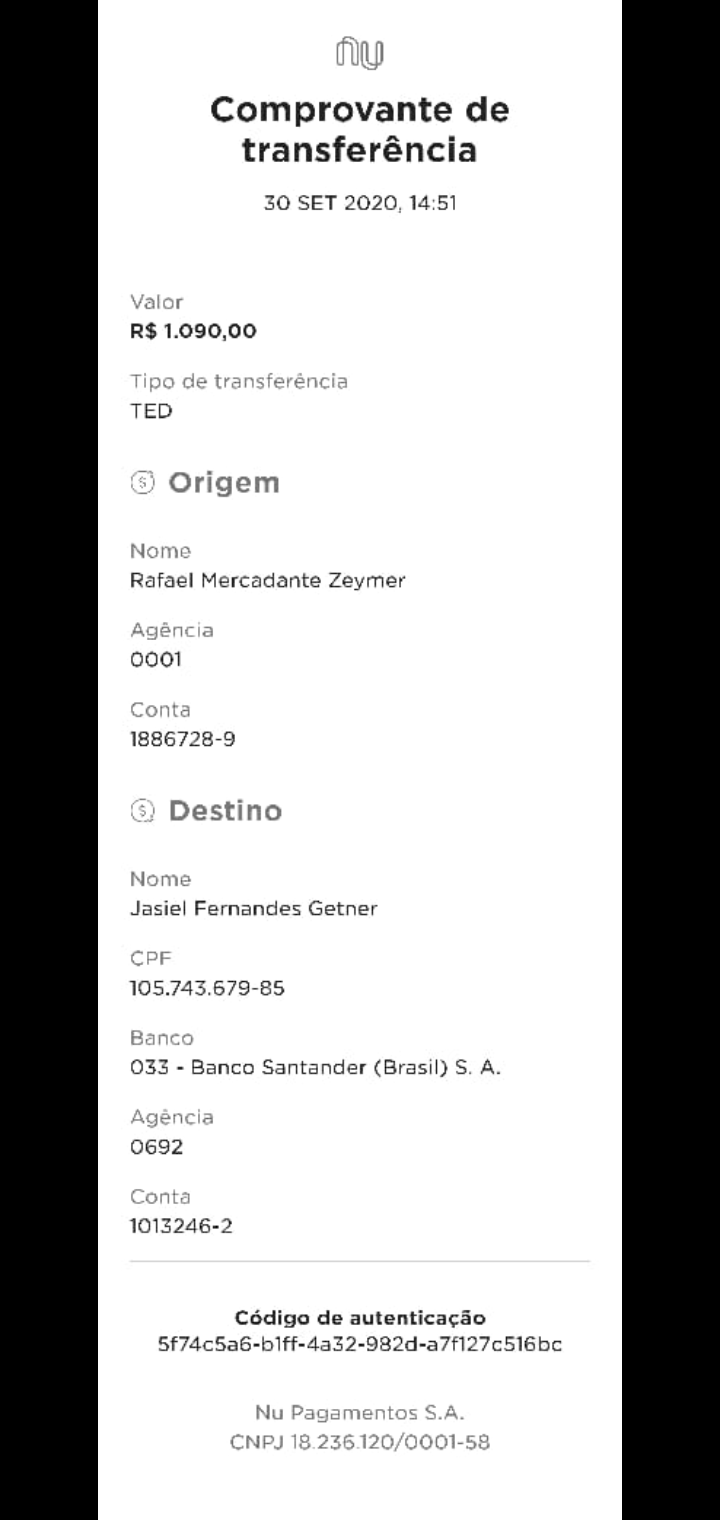 nu
Comprovante de
transferência
30 SET 2020, 14:51
Valor
R$ 1.090,00
Tipo de transferência
TED
Origem
Nome
Rafael Mercadante Zeymer
Agência
0001
Conta
1886728-9
Destino
Nome
Jasiel Fernandes Getner
CPF
105.743.679-85
Banco
033 - Banco Santander (Brasil) S. A.
Agência
0692
Conta
1013246-2
Código de autenticação
5f74c5a6-b1ff-4a32-982d-a7f127c516bc
Nu Pagamentos S.A.
CNPJ 18.236.120/0001-58